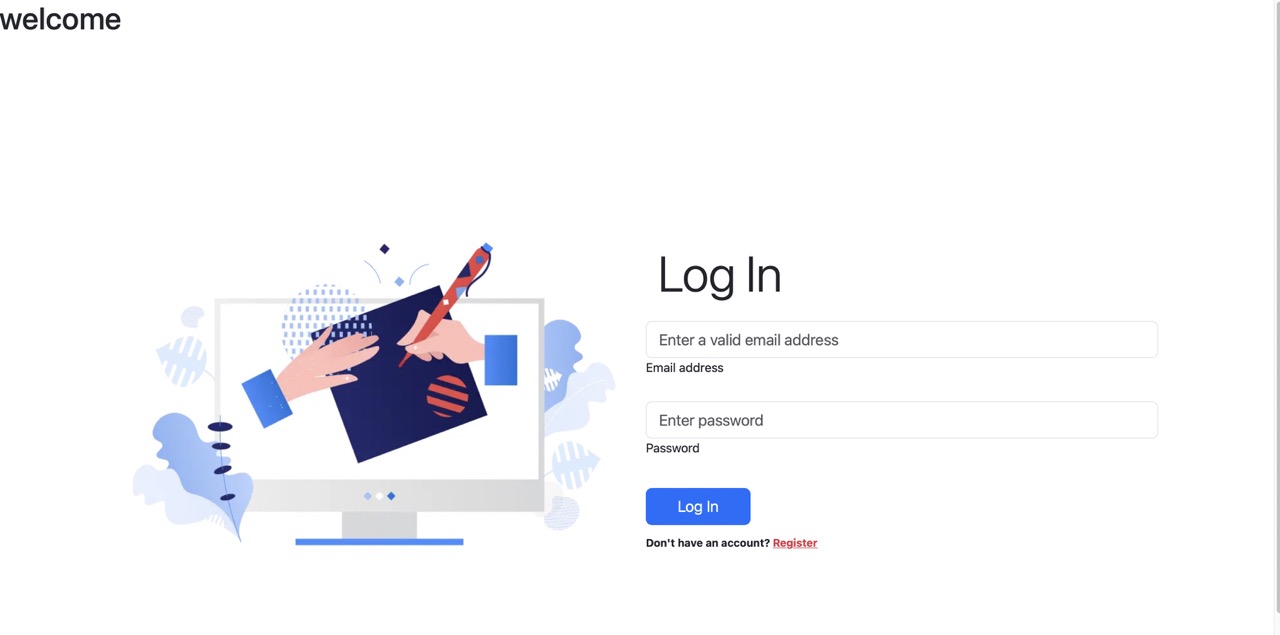 welcome
Log In
Enter a valid email address
Email address
Enter password
Password
Log In
Don't have an account? Register